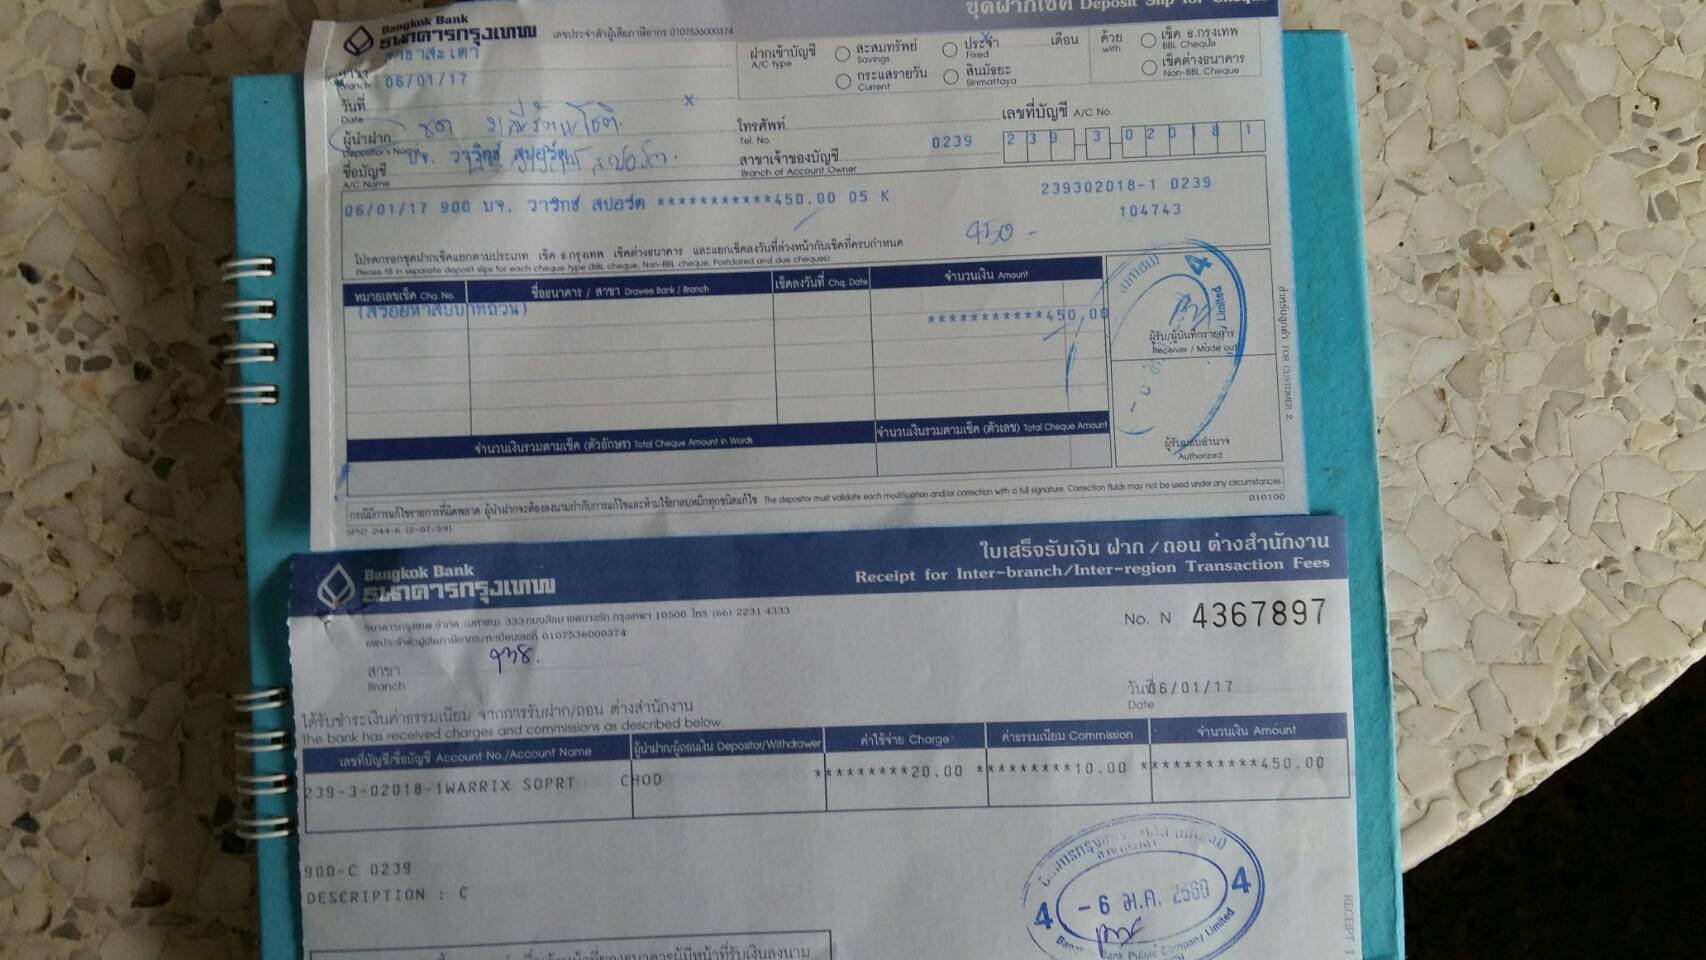 ชุดฝากเช็ค Deposit Slip for Cheque
Bangkok Bank
ธนาคารกรุงเทพ
เลขประจำตัวผู้เสียภาษีอากร 0107536000374
สาขาสะเดา
สาขา
Branch
06/01/17
วันที่
Date
ผู้นำฝาก
Depositor's Name
ชื่อบัญชี
A/C Name
ฝากเข้าบัญชี
A/C type
สะสมทรัพย์
Savings
ประจำ
Fixed
เดือน
กระแสรายวัน
Current
สินมัธยะ
Sinmattaya
ด้วย
with
เช็ค ธ.กรุงเทพ
BBL Cheque
เช็คต่างธนาคาร
Non-BBL Cheque
โทรศัพท์
Tel. No.
สาขาเจ้าของบัญชี
Branch of Account Owner
0239
เลขที่บัญชี A/C No.
239-3-02018 1
06/01/17 900 บจ. วาริกซ์ สปอร์ต ***********450.00 05 K
239302018-1 0239
104743
450 -
โปรดกรอกชุดฝากเช็คแยกตามประเภท เช็ค ธ.กรุงเทพ เช็คต่างธนาคาร และแยกเช็คลงวันที่ล่วงหน้ากับเช็คที่ครบกำหนด
Please fill in separate deposit slips for each cheque type (BBL cheque, Non-BBL cheque, Postdated and due cheques)
หมายเลขเช็ค Chq. No.
ชื่อธนาคาร / สาขา Drawee Bank / Branch
เช็คลงวันที่ Chq. Date
จำนวนเงิน Amount
(สี่ร้อยห้าสิบบาทถ้วน)
***********450.00
ผู้รับ/ผู้บันทึกรายการ
Receiver / Made out
ผู้รับมอบอำนาจ
Authorized
สำหรับลูกค้า FOR CUSTOMER 2
จำนวนเงินรวมตามเช็ค (ตัวอักษร) Total Cheque Amount in Words
จำนวนเงินรวมตามเช็ค (ตัวเลข) Total Cheque Amount
กรณีมีการแก้ไขรายการที่ผิดพลาด ผู้นำฝากจะต้องลงนามกำกับการแก้ไขและห้ามใช้ยาลบหมึกทุกชนิดแก้ไข The depositor must validate each modification and/or correction with a full signature. Correction fluids may not be used under any circumstances.
010100
244-6 (2-07/59)
Bangkok Bank
ธนาคารกรุงเทพ
ใบเสร็จรับเงิน ฝาก / ถอน ต่างสำนักงาน
Receipt for Inter-branch/Inter-region Transaction Fees
ธนาคารกรุงเทพ จำกัด (มหาชน) 333 ถนนสีลม เขตบางรัก กรุงเทพฯ 10500 โทร. (66) 2231 4333
เลขประจำตัวผู้เสียภาษีอากร/ทะเบียนเลขที่ 0107536000374
No. N 4367897
สาขา
Branch
วันที่ 06/01/17
Date
ได้รับชำระเงินค่าธรรมเนียม จากการรับฝาก/ถอน ต่างสำนักงาน
The bank has received charges and commissions as described below.
เลขที่บัญชี/ชื่อบัญชี Account No./Account Name
ผู้นำฝาก/ผู้ถอนเงิน Depositor/Withdrawer
ค่าใช้จ่าย Charge
ค่าธรรมเนียม Commission
จำนวนเงิน Amount
239-3-02018-1WARRIX SOPRT CHOD *********20.00 *********10.00 ***********450.00
900-C 0239
DESCRIPTION : C
4 - 6 ม.ค. 2560 4
Bank Public Company Limited
RECEIPT 1